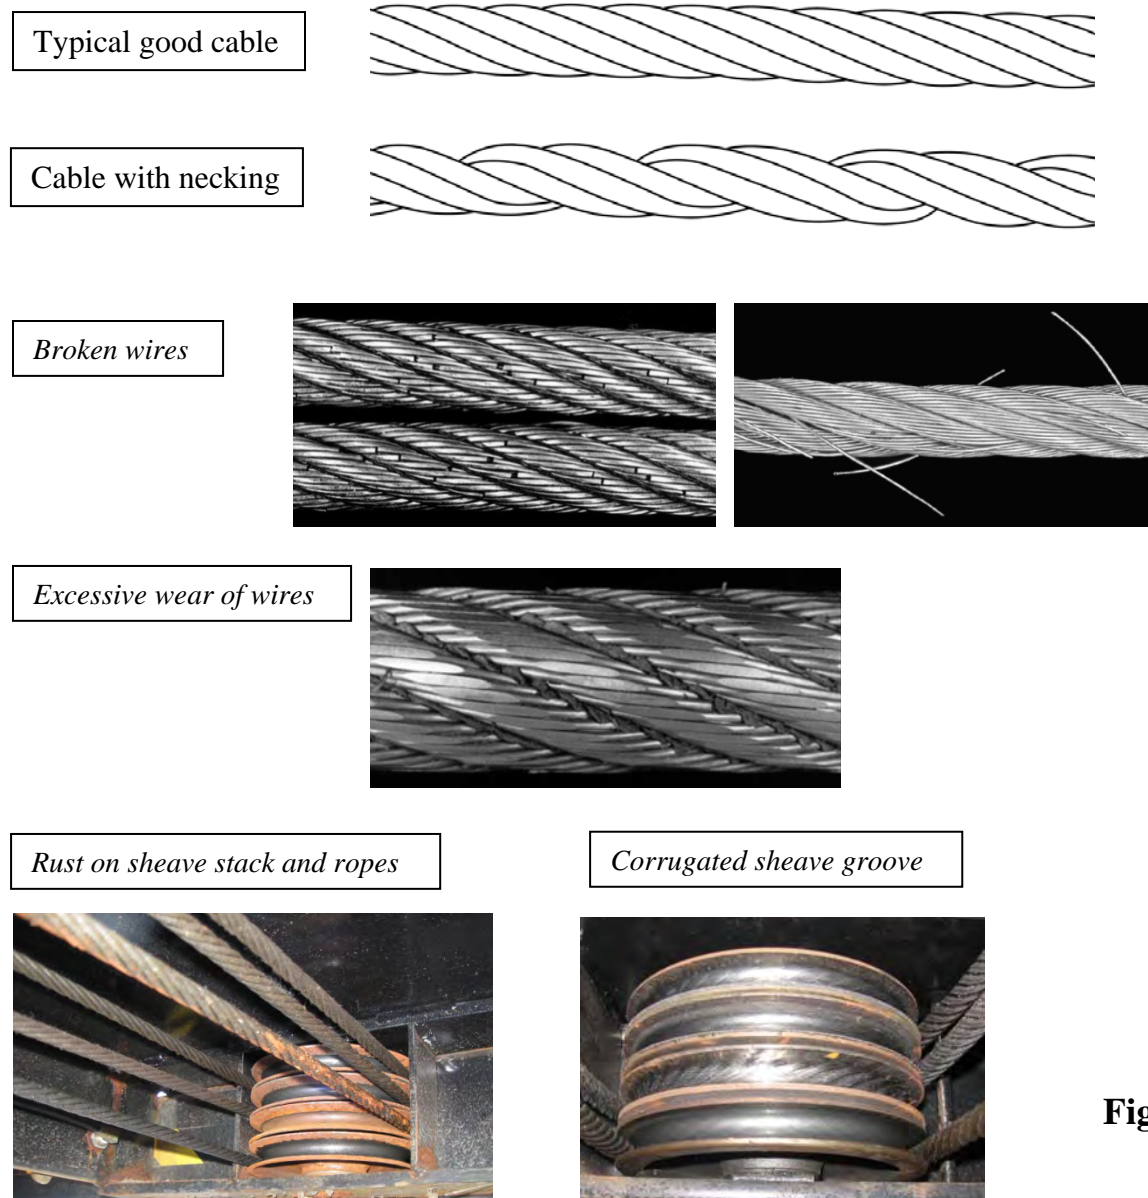 Typical good cable
Cable with necking
Broken wires
Excessive wear of wires
Rust on sheave stack and ropes
Corrugated sheave groove
Fig